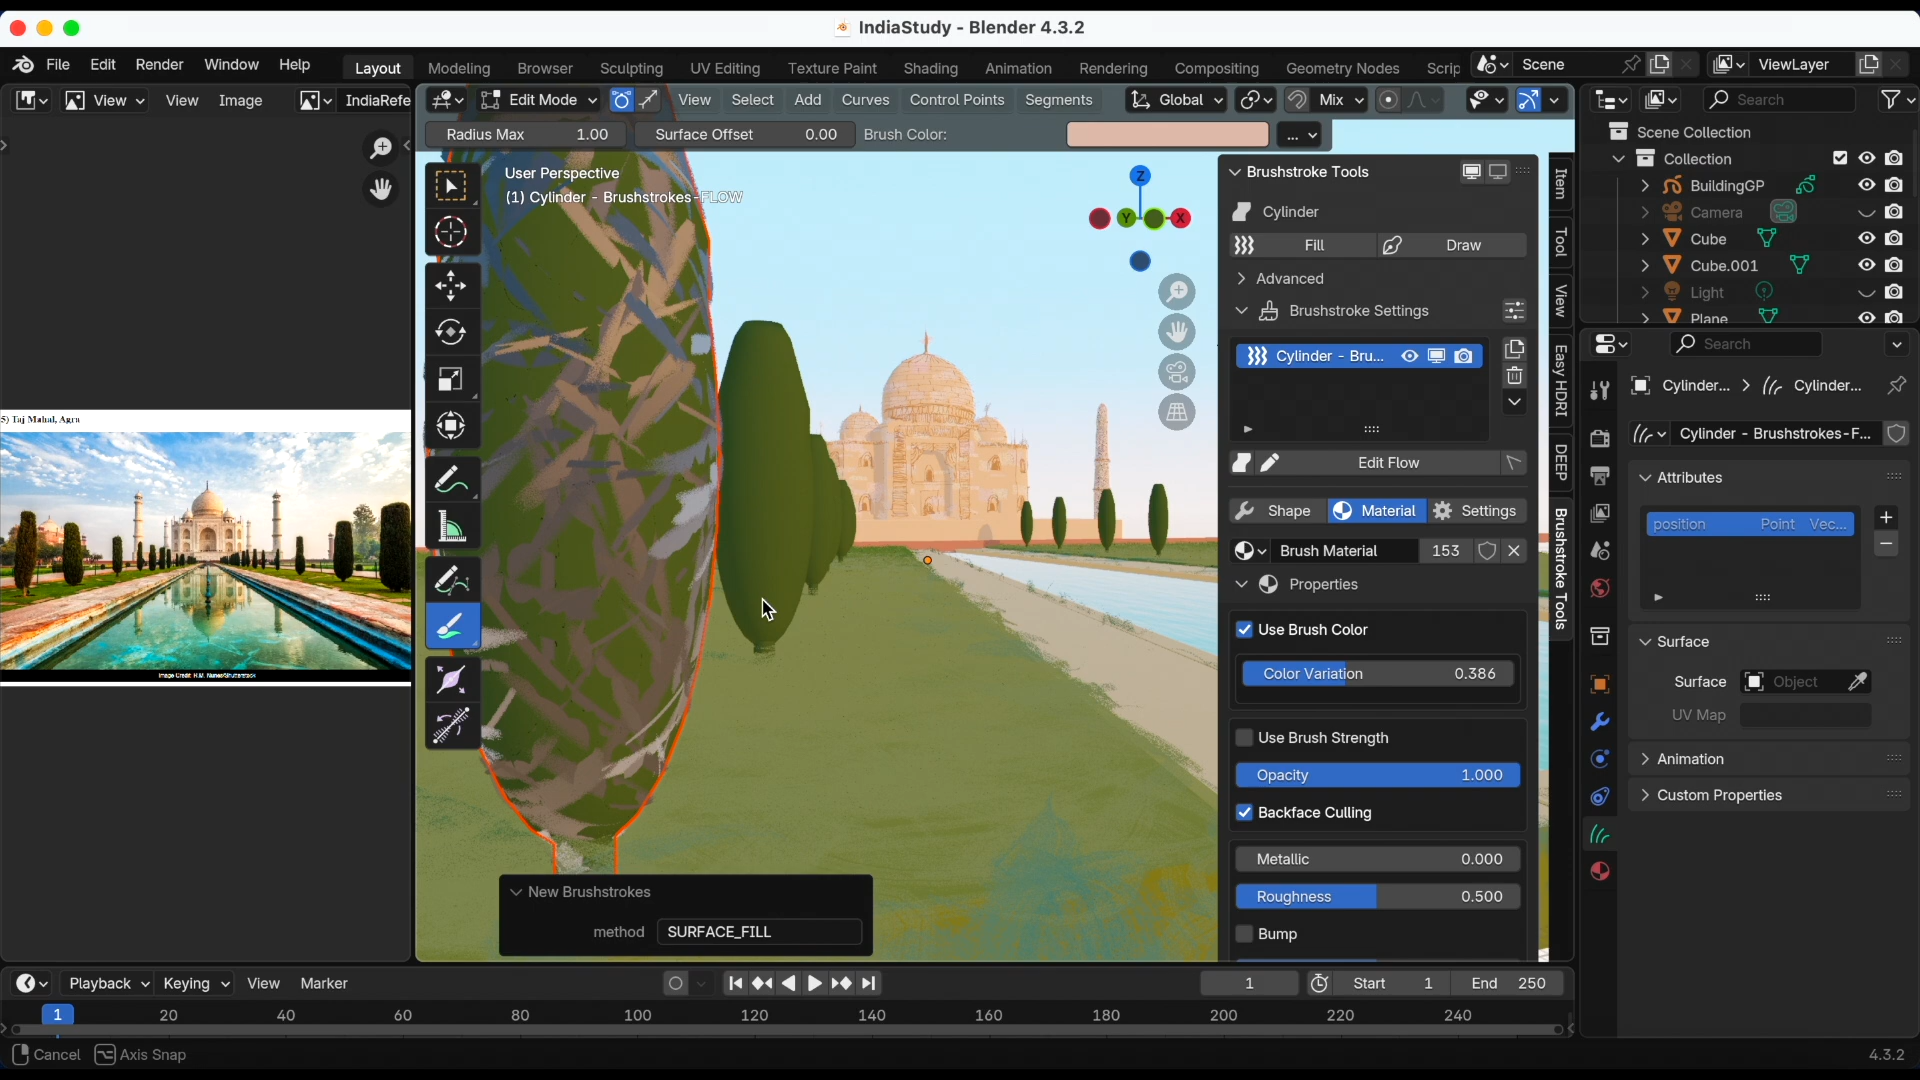 IndiaStudy - Blender 4.3.2
File Edit Render Window Help Layout Modeling Browser Sculpting UV Editing Texture Paint Shading Animation Rendering Compositing Geometry Nodes Scrip Scene ViewLayer
View View Image IndiaRefe
Edit Mode View Select Add Curves Control Points Segments Global Mix
Search
Radius Max 1.00 Surface Offset 0.00 Brush Color: ...
User Perspective
(1) Cylinder - Brushstrokes-FLOW
Z
Y
X
Brushstroke Tools
Cylinder
Fill Draw
Advanced
Brushstroke Settings
Cylinder - Bru...
Edit Flow
Shape Material Settings
Brush Material 153
Properties
Use Brush Color
Color Variation 0.386
Use Brush Strength
Opacity 1.000
Backface Culling
Metallic 0.000
Roughness 0.500
Bump
Item
Tool
View
Easy HDRI
DEEP
Brushstroke Tools
Scene Collection
Collection
BuildingGP
Camera
Cube
Cube.001
Light
Plane
Search
Cylinder... Cylinder...
Cylinder - Brushstrokes-F...
Attributes
position Point Vec...
Surface
Surface Object
UV Map
Animation
Custom Properties
5) Taj Mahal, Agra
Image Credit: R.M. Nunes/Shutterstock
New Brushstrokes
method SURFACE_FILL
Playback Keying View Marker 1 Start 1 End 250
1 20 40 60 80 100 120 140 160 180 200 220 240
Cancel Axis Snap 4.3.2